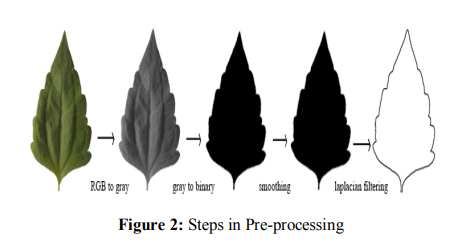 RGB to gray gray to binary smoothing laplacian filtering
Figure 2: Steps in Pre-processing